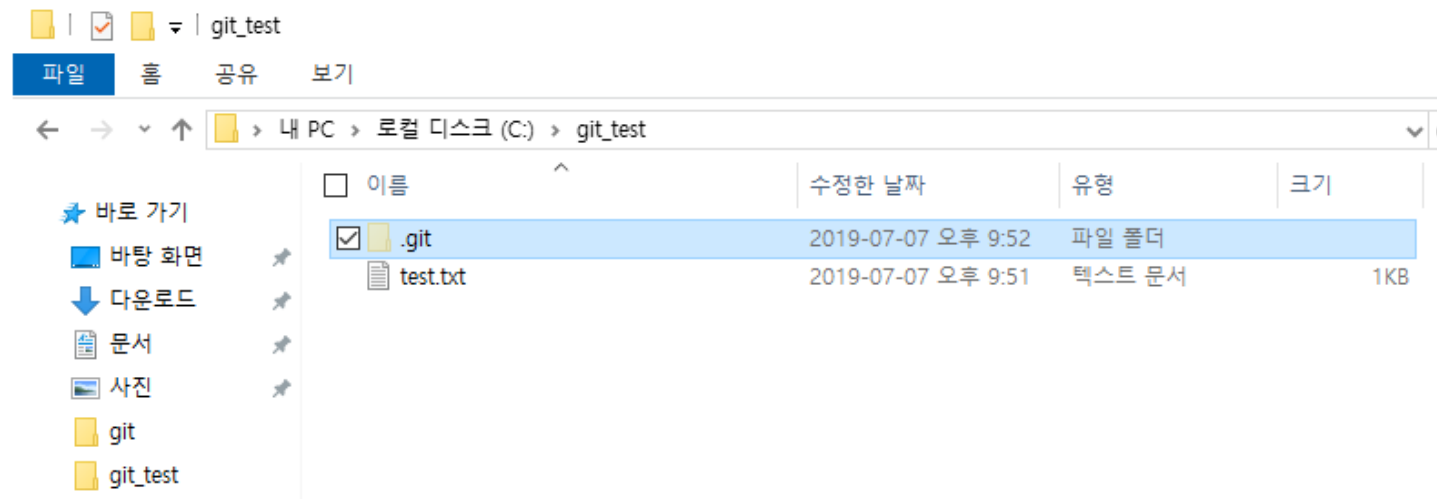 git_test
파일 홈 공유 보기
내 PC 로컬 디스크 (C:) git_test
이름 수정한 날짜 유형 크기
바로 가기
.git 2019-07-07 오후 9:52 파일 폴더
바탕 화면
test.txt 2019-07-07 오후 9:51 텍스트 문서 1KB
다운로드
문서
사진
git
git_test